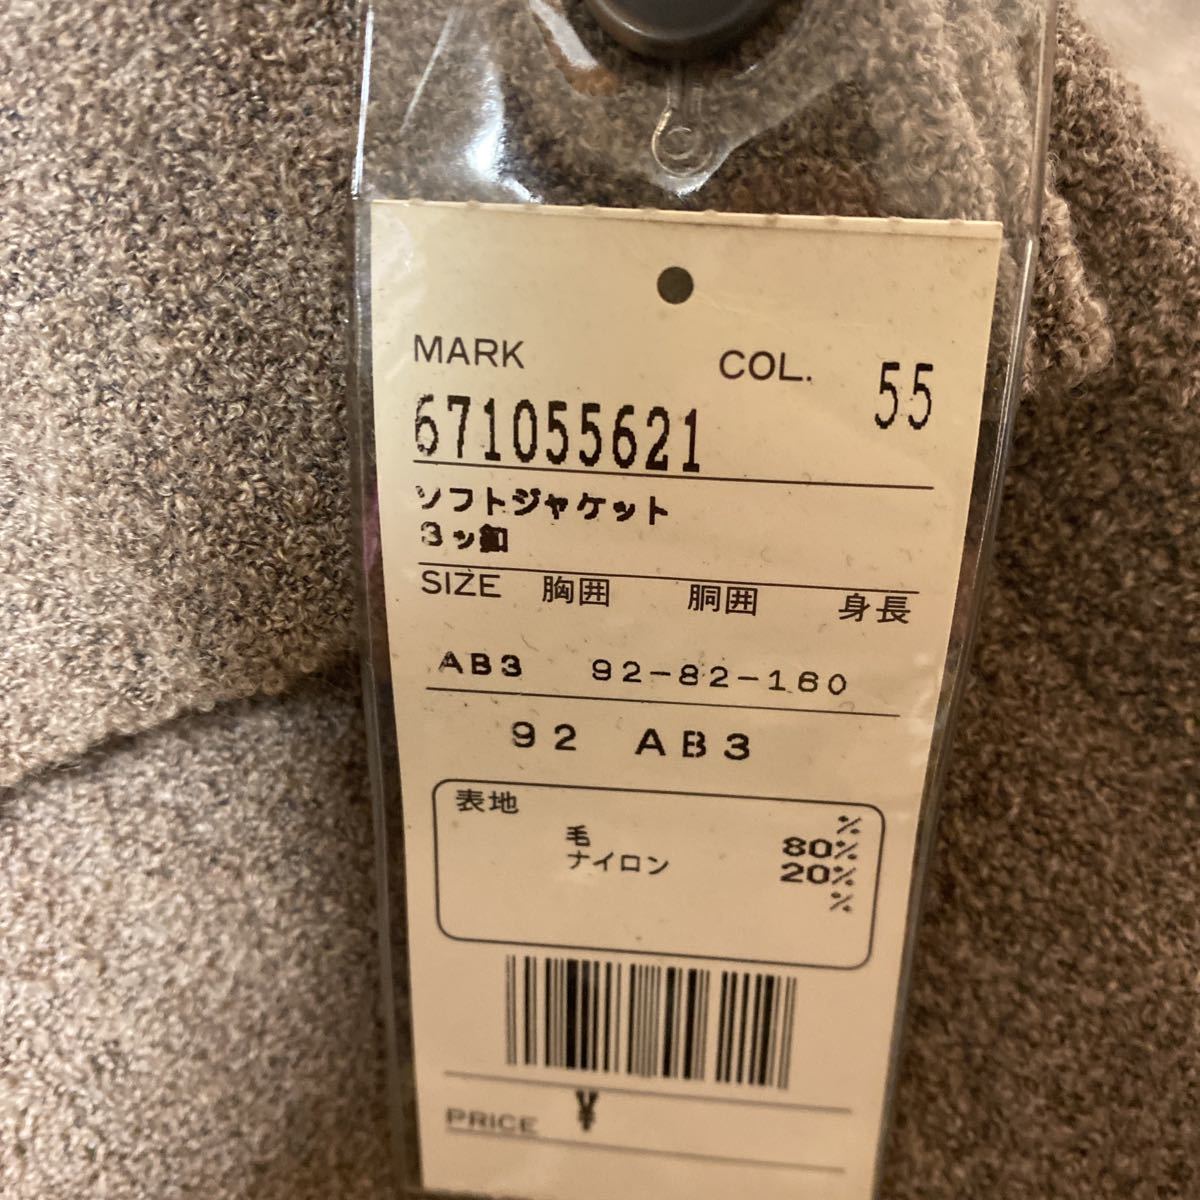 MARK COL. 55
671055621
ソフトジャケット
3ッ釦
SIZE 胸囲 胴囲 身長
AB3 92-82-160
92 AB3
表地 %
毛 80%
ナイロン 20%
%
PRICE ¥